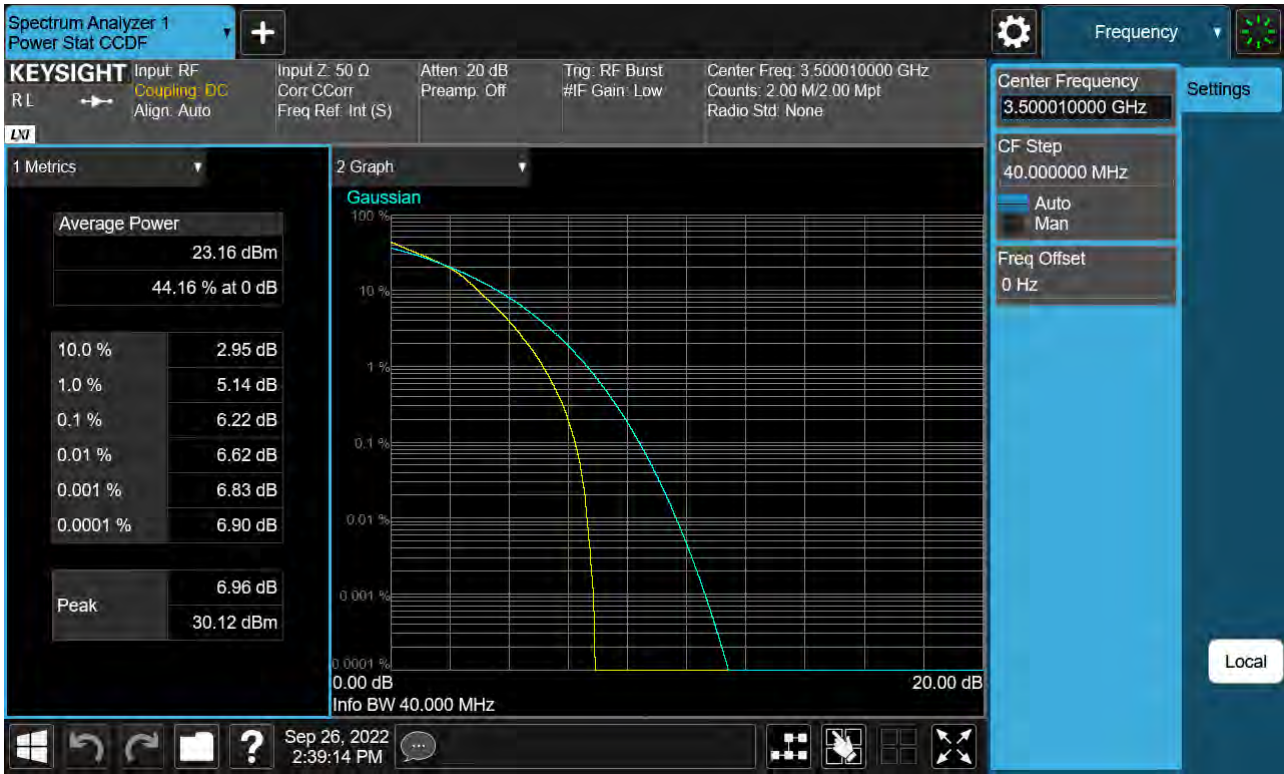 Spectrum Analyzer 1
Power Stat CCDF
+
Frequency
KEYSIGHT
RL
LXI
Input: RF
Coupling: DC
Align: Auto
Input Z: 50 Ω
Corr CCorr
Freq Ref: Int (S)
Atten: 20 dB
Preamp: Off
Trig: RF Burst
#IF Gain: Low
Center Freq: 3.500010000 GHz
Counts: 2.00 M/2.00 Mpt
Radio Std: None
Center Frequency
3.500010000 GHz
Settings
CF Step
40.000000 MHz
Auto
Man
Freq Offset
0 Hz
1 Metrics
Average Power
23.16 dBm
44.16 % at 0 dB
10.0 % 2.95 dB
1.0 % 5.14 dB
0.1 % 6.22 dB
0.01 % 6.62 dB
0.001 % 6.83 dB
0.0001 % 6.90 dB
Peak
6.96 dB
30.12 dBm
2 Graph
Gaussian
100 %
10 %
1 %
0.1 %
0.01 %
0.001 %
0.0001 %
0.00 dB
20.00 dB
Info BW 40.000 MHz
Local
?
Sep 26, 2022
2:39:14 PM